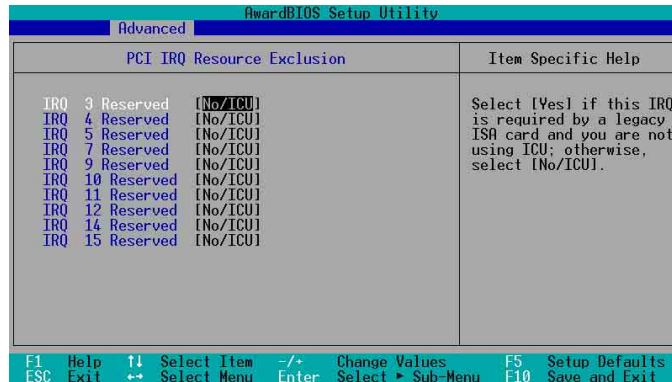 AwardBIOS Setup Utility
Advanced
PCI IRQ Resource Exclusion
Item Specific Help
IRQ 3 Reserved [No/ICU]
IRQ 4 Reserved [No/ICU]
IRQ 5 Reserved [No/ICU]
IRQ 7 Reserved [No/ICU]
IRQ 9 Reserved [No/ICU]
IRQ 10 Reserved [No/ICU]
IRQ 11 Reserved [No/ICU]
IRQ 12 Reserved [No/ICU]
IRQ 14 Reserved [No/ICU]
IRQ 15 Reserved [No/ICU]
Select [Yes] if this IRQ
is required by a legacy
ISA card and you are not
using ICU; otherwise,
select [No/ICU].
F1 Help ↑↓ Select Item -/+ Change Values F5 Setup Defaults
ESC Exit ←→ Select Menu Enter Select ► Sub-Menu F10 Save and Exit